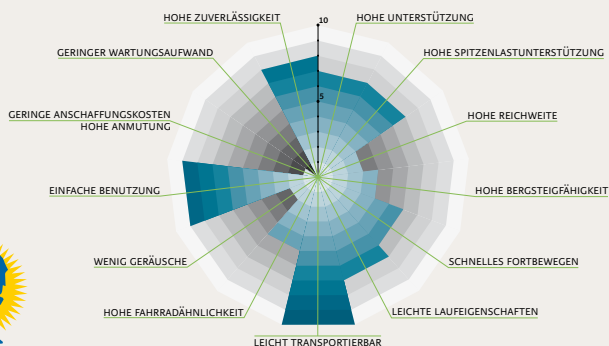 HOHE ZUVERLÄSSIGKEIT
10
HOHE UNTERSTÜTZUNG
GERINGER WARTUNGSAUFWAND
HOHE SPITZENLASTUNTERSTÜTZUNG
5
GERINGE ANSCHAFFUNGSKOSTEN
HOHE ANMUTUNG
HOHE REICHWEITE
EINFACHE BENUTZUNG
HOHE BERGSTEIGFÄHIGKEIT
WENIG GERÄUSCHE
SCHNELLES FORTBEWEGEN
HOHE FAHRRADÄHNLICHKEIT
LEICHTE LAUFEIGENSCHAFTEN
LEICHT TRANSPORTIERBAR